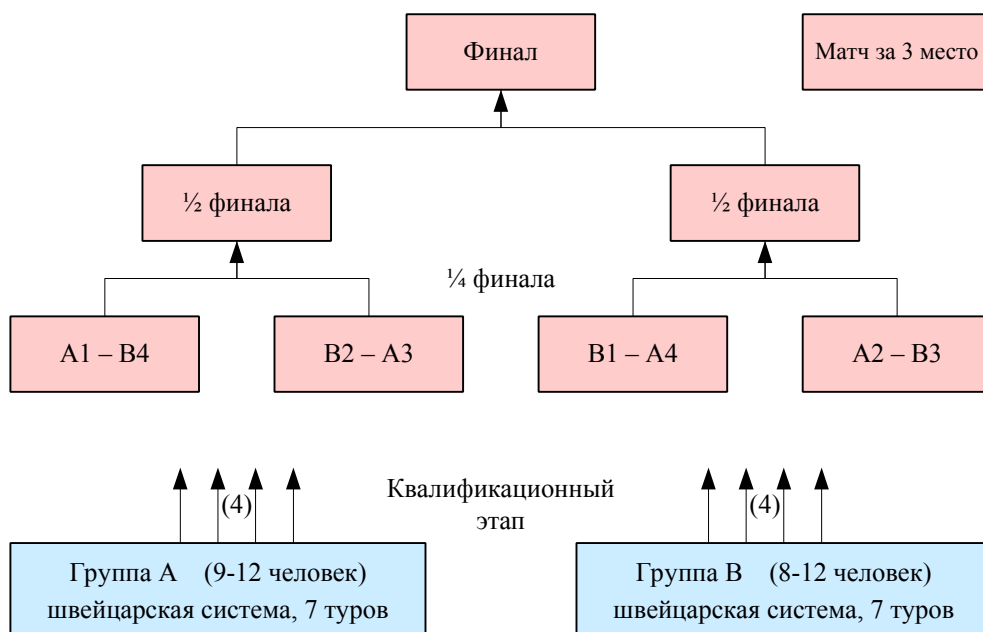 Финал
Матч за 3 место
½ финала
½ финала
¼ финала
A1 – B4
B2 – A3
B1 – A4
A2 – B3
(4)
(4)
Квалификационный
этап
Группа A (9-12 человек)
швейцарская система, 7 туров
Группа B (8-12 человек)
швейцарская система, 7 туров